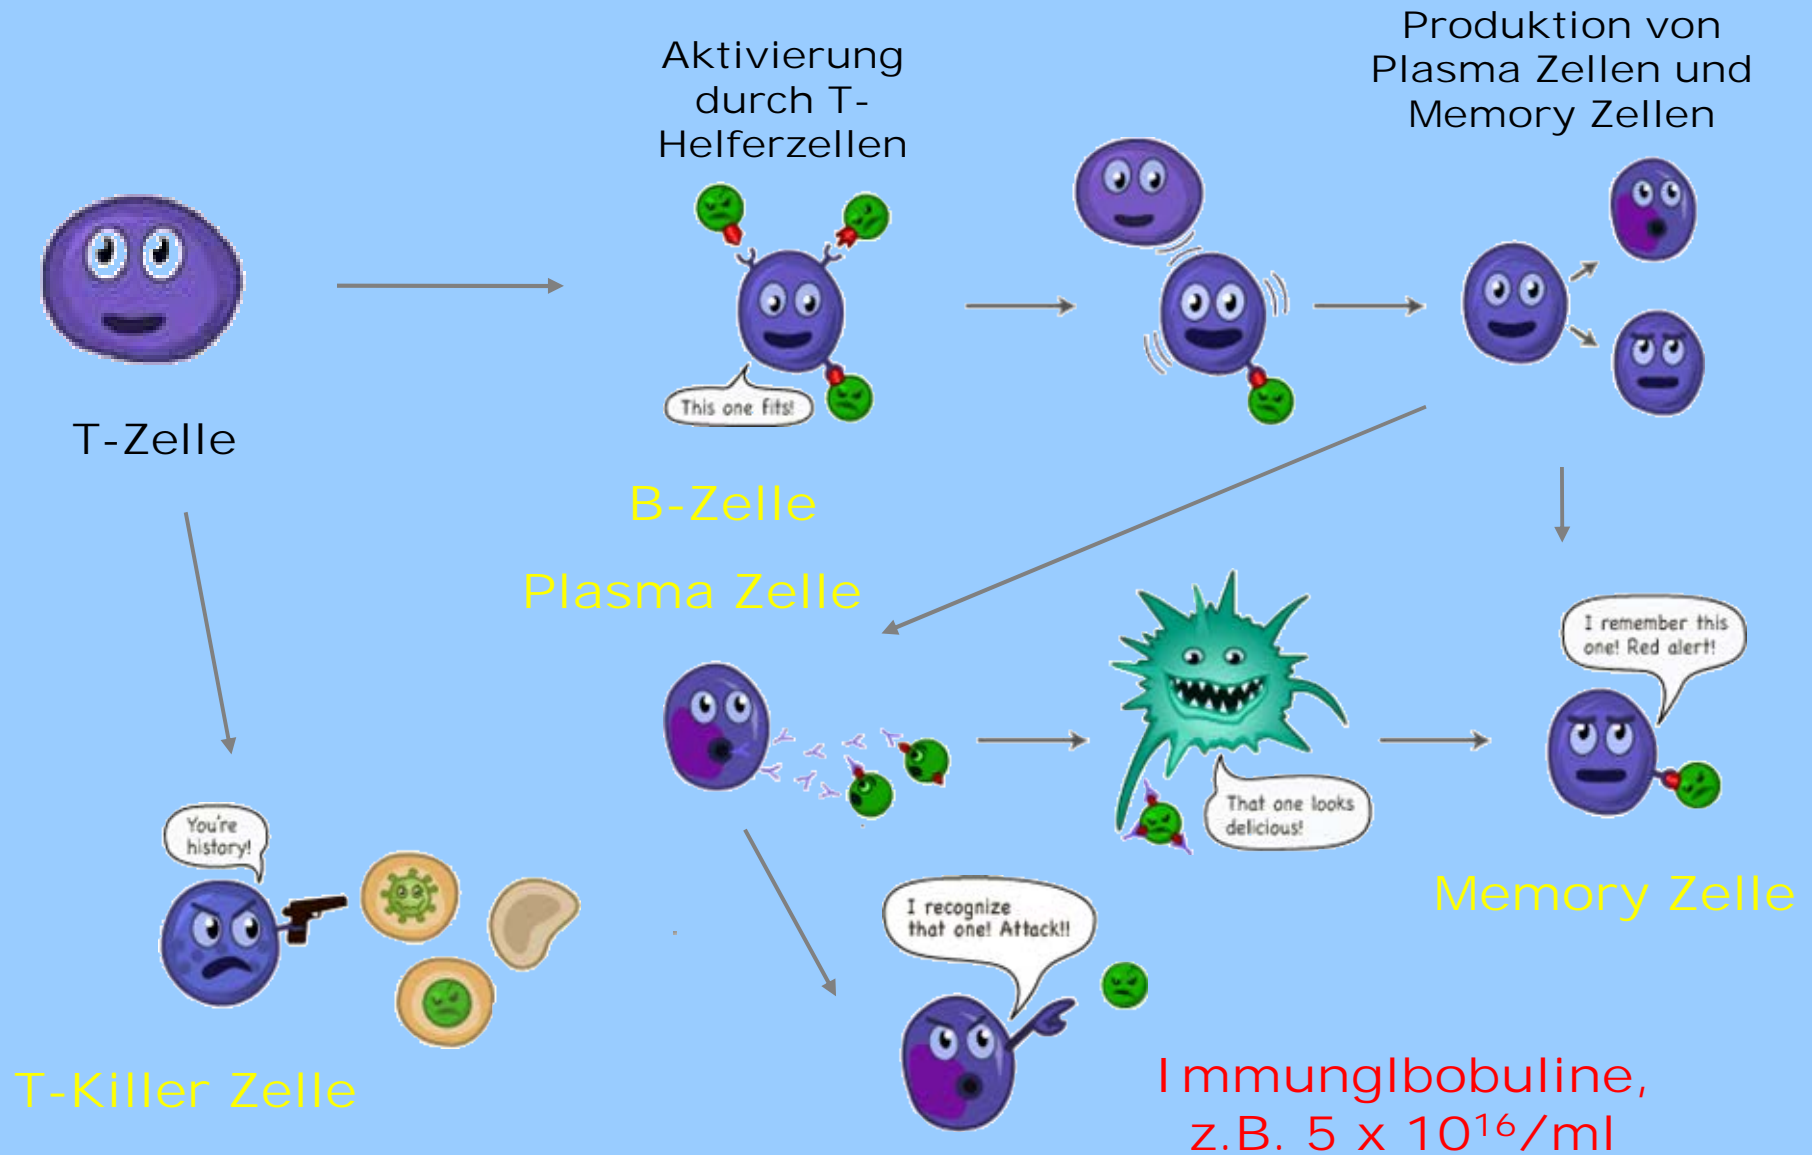 Aktivierung
durch T-
Helferzellen
Produktion von
Plasma Zellen und
Memory Zellen
This one fits!
T-Zelle
B-Zelle
Plasma Zelle
I remember this
one! Red alert!
That one looks
delicious!
You're
history!
I recognize
that one! Attack!!
Memory Zelle
T-Killer Zelle
Immunglbobuline,
z.B. 5 x 10¹⁶/ml